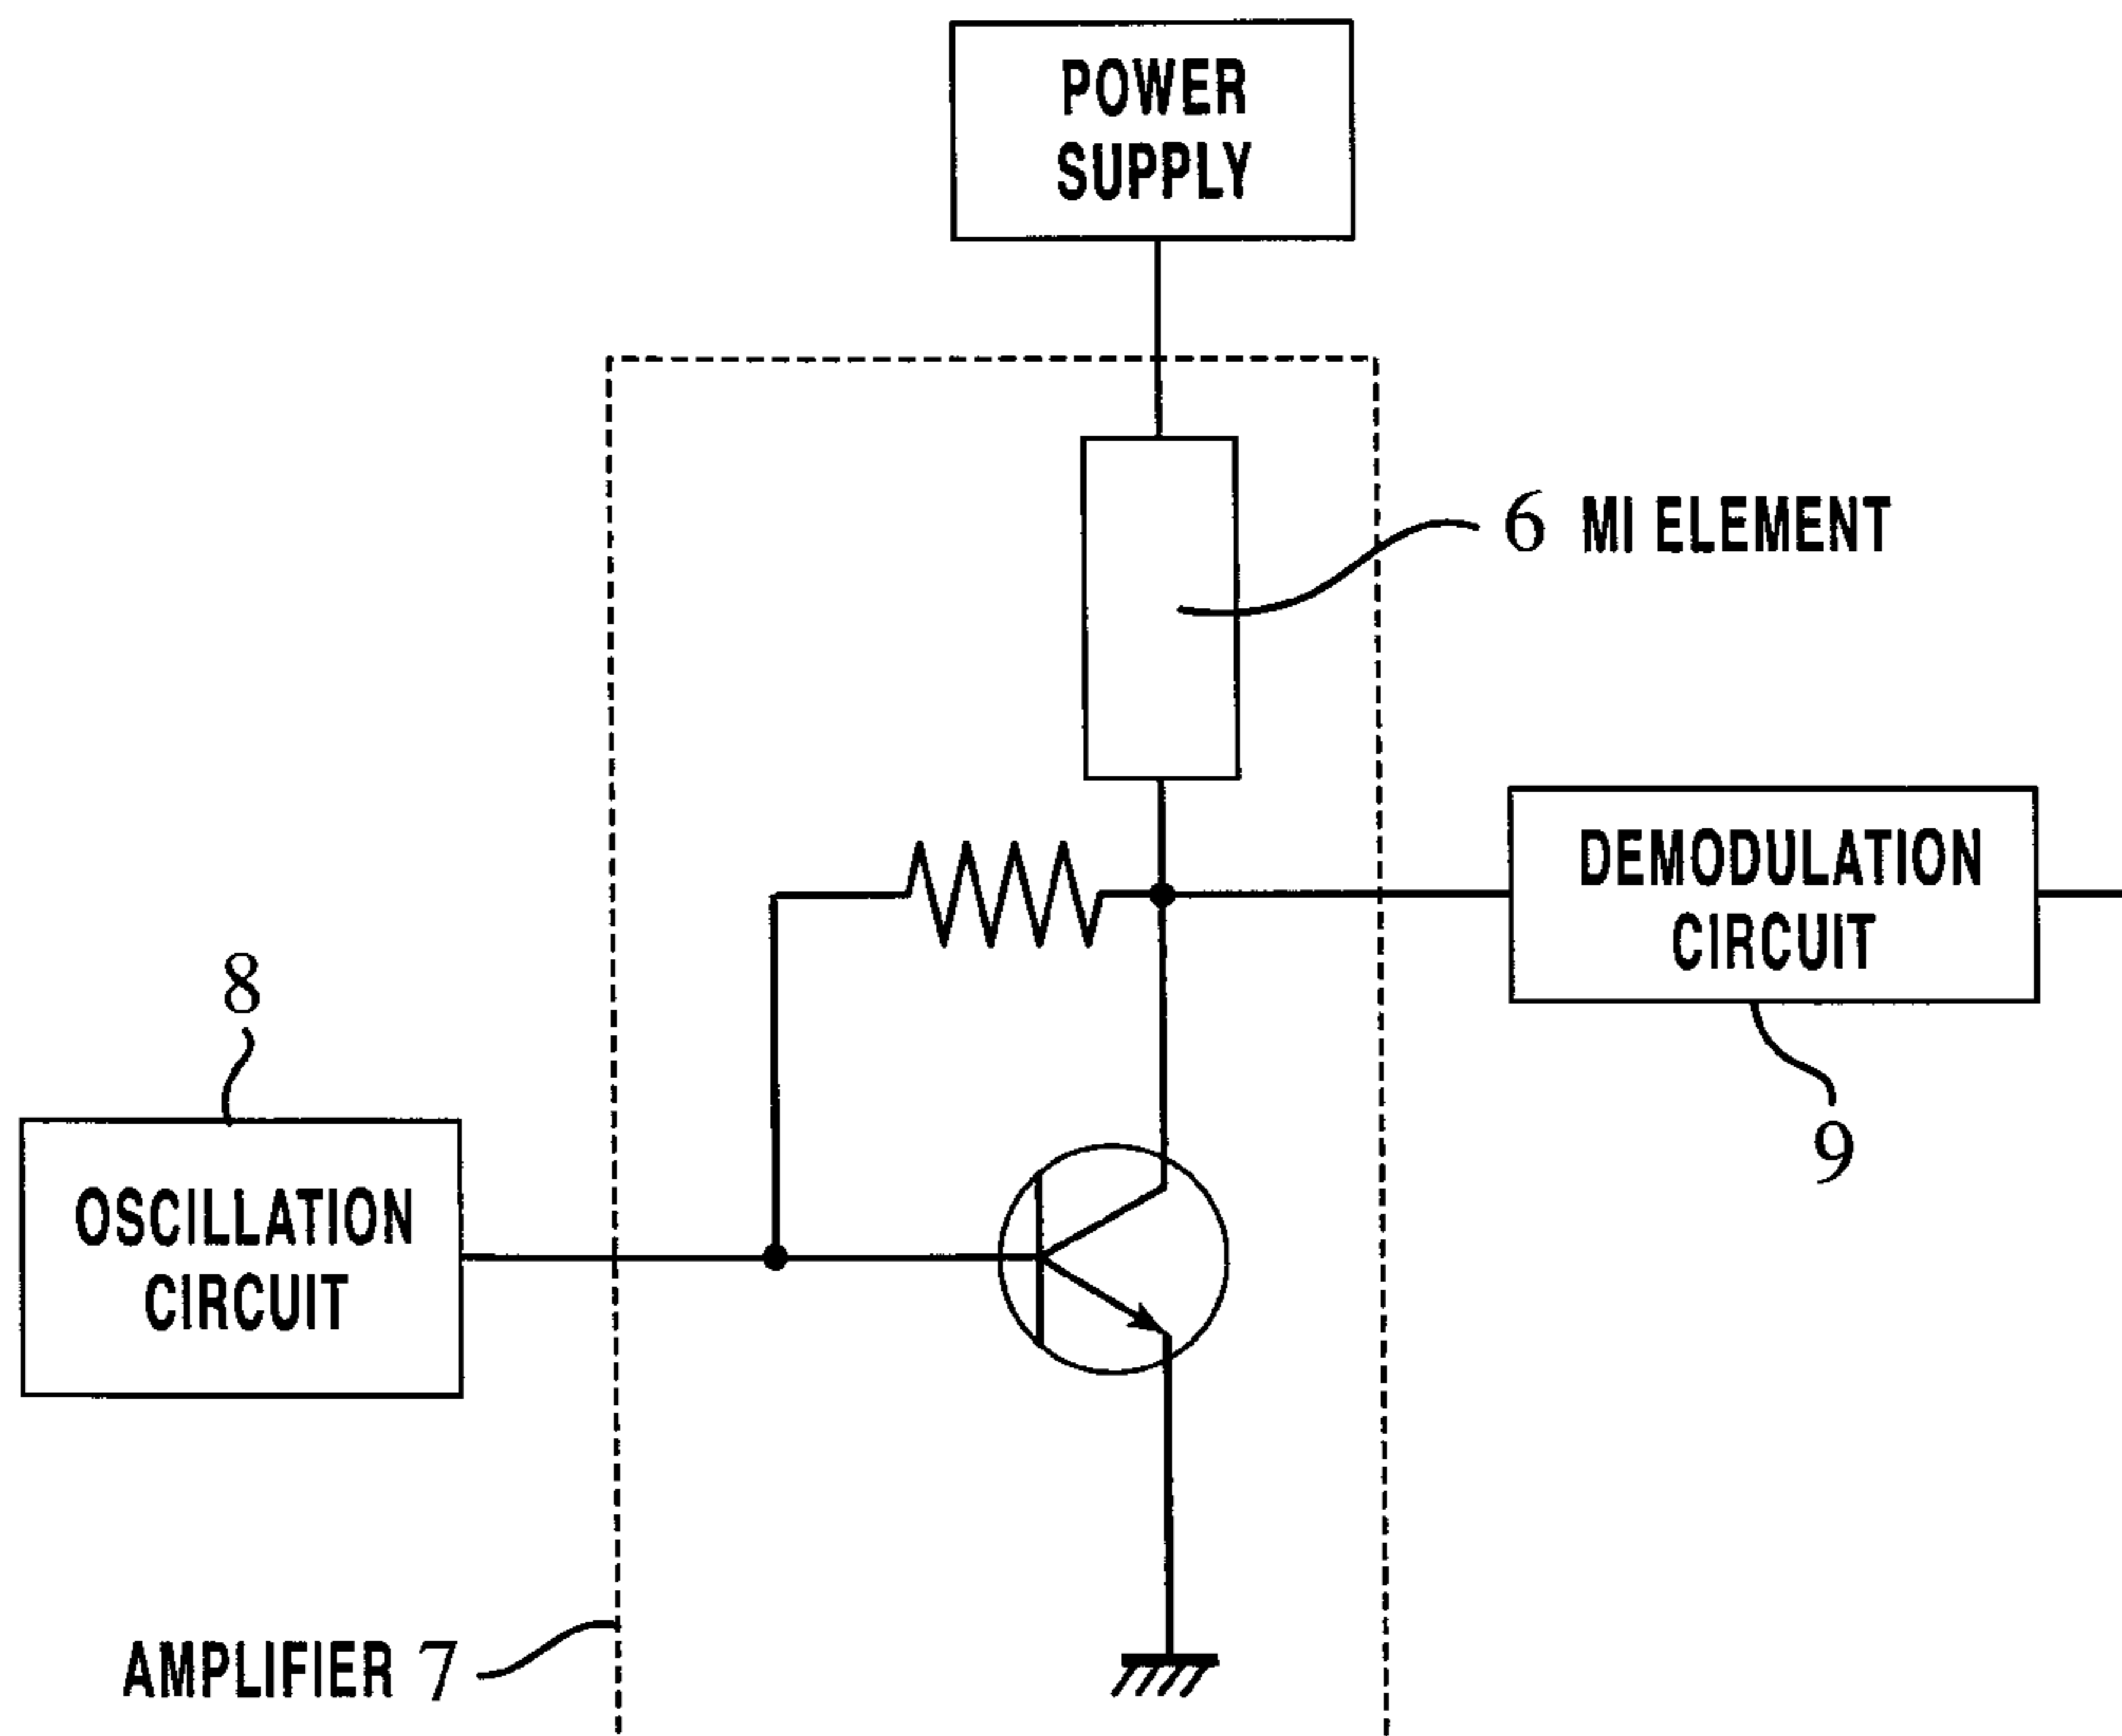 POWER
SUPPLY
6 MI ELEMENT
DEMODULATION
CIRCUIT
8
9
OSCILLATION
CIRCUIT
AMPLIFIER 7